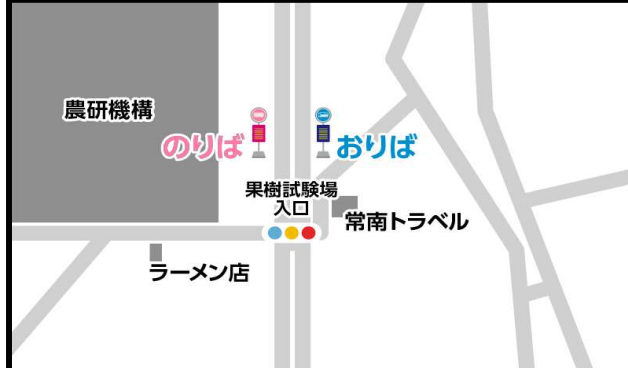 農研機構
のりば
おりば
果樹試験場
入口
常南トラベル
ラーメン店